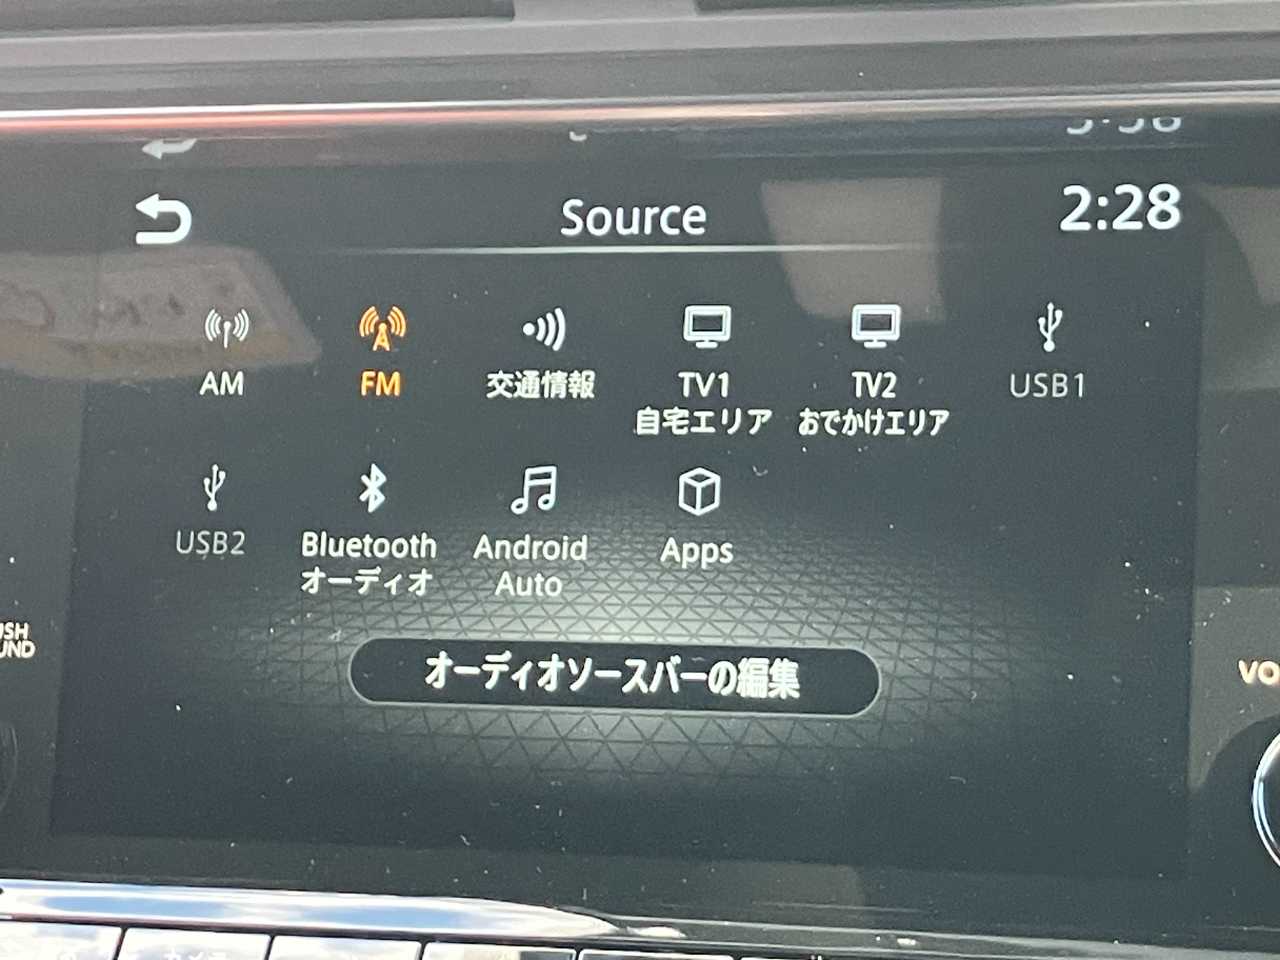 Source
2:28
AM
FM
交通情報
TV1
自宅エリア
TV2
おでかけエリア
USB1
USB2
Bluetooth
オーディオ
Android
Auto
Apps
オーディオソースバーの編集